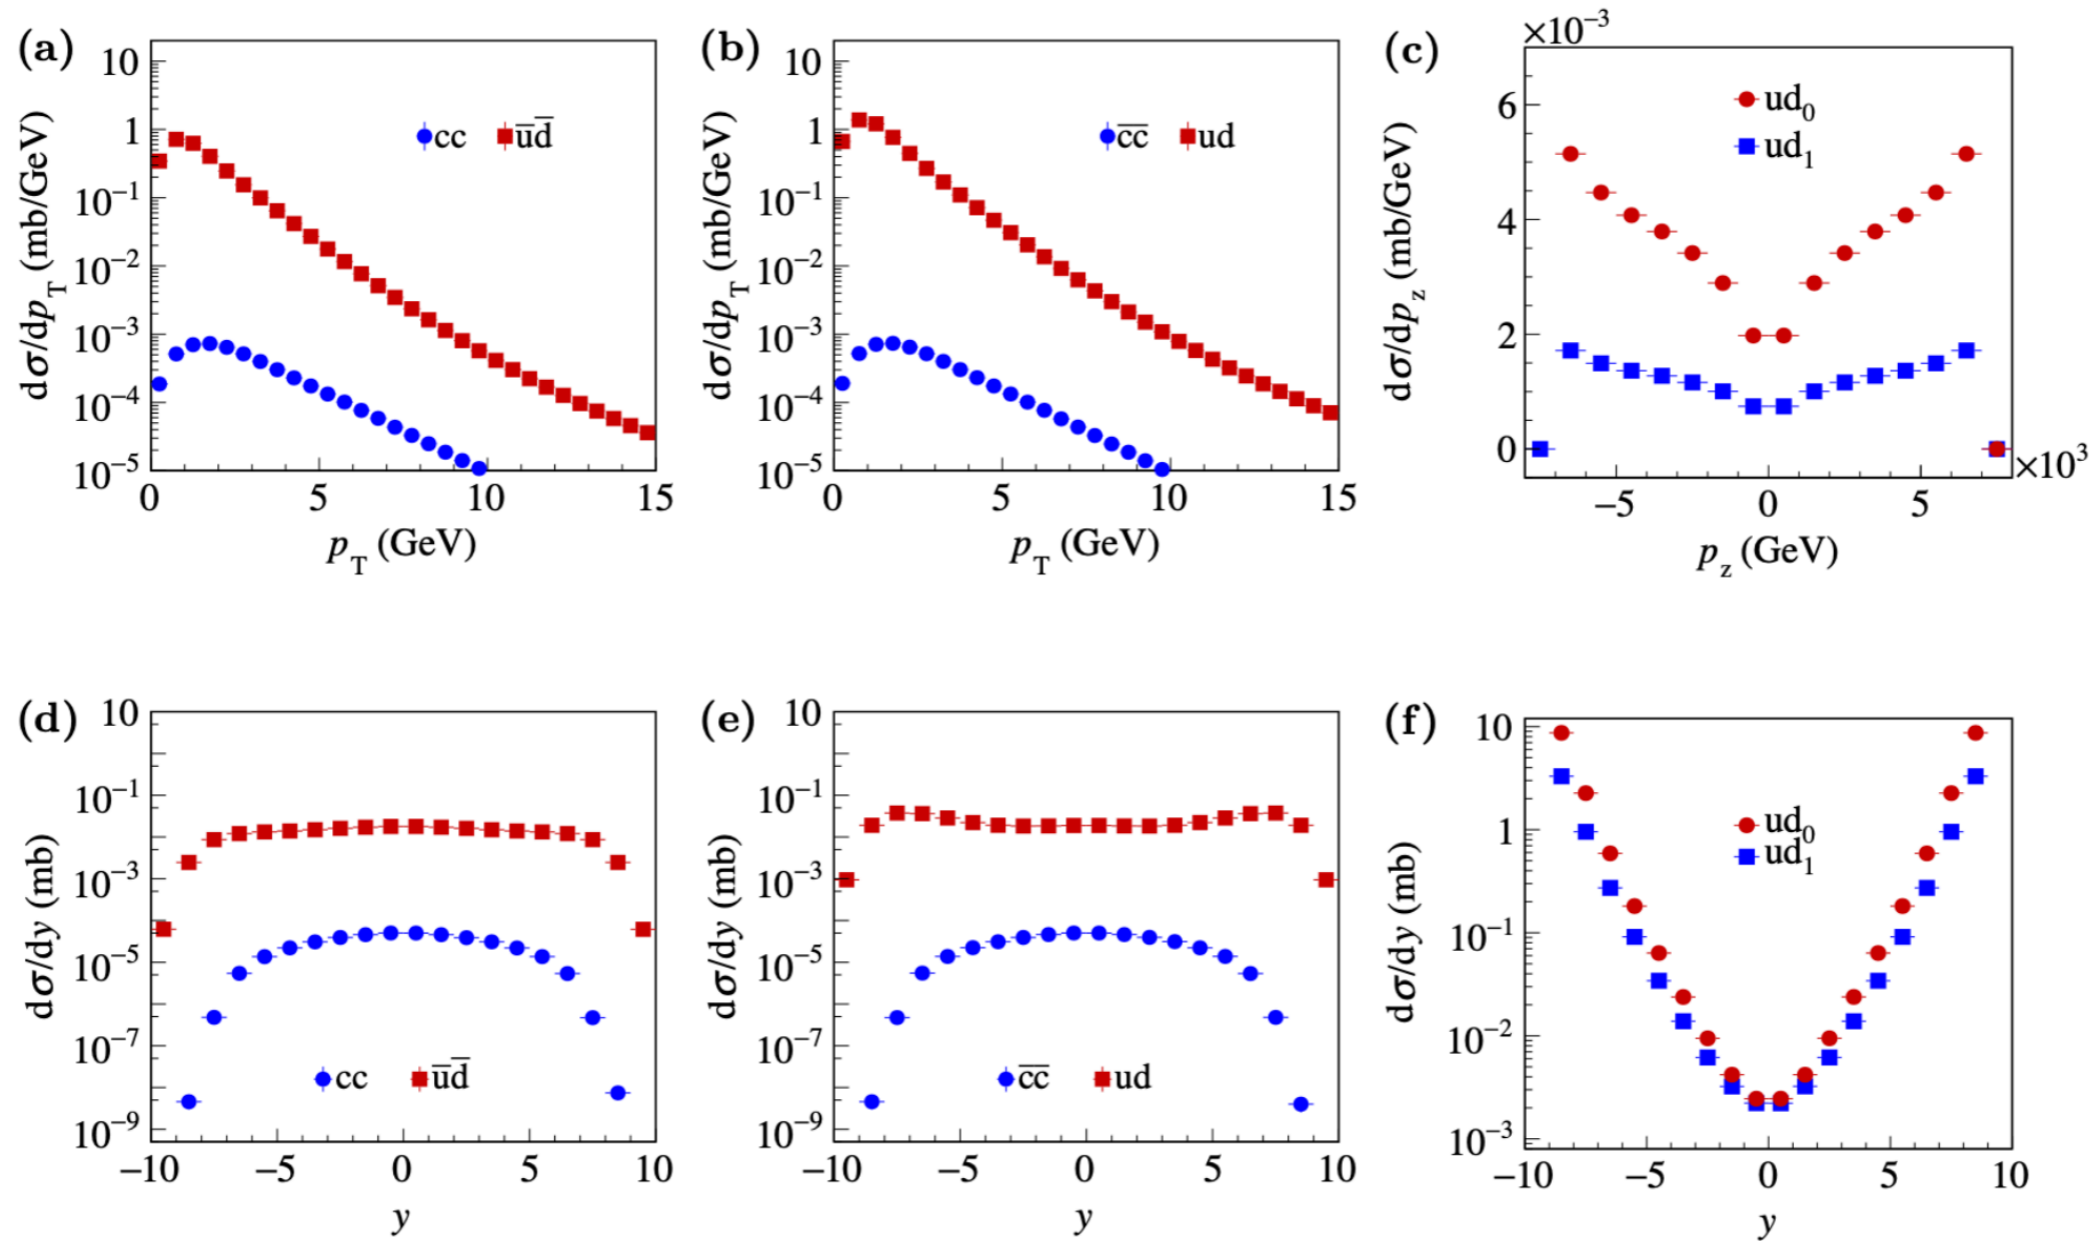 (a)
10
1
10⁻¹
10⁻²
10⁻³
10⁻⁴
10⁻⁵
dσ/dp_T (mb/GeV)
cc u̅d̅
0 5 10 15
p_T (GeV)
(b)
10
1
10⁻¹
10⁻²
10⁻³
10⁻⁴
10⁻⁵
dσ/dp_T (mb/GeV)
c̅c̅ ud
0 5 10 15
p_T (GeV)
(c)
×10⁻³
6
4
2
0
dσ/dp_z (mb/GeV)
ud₀
ud₁
×10³
−5 0 5
p_z (GeV)
(d)
10
10⁻¹
10⁻³
10⁻⁵
10⁻⁷
10⁻⁹
dσ/dy (mb)
cc u̅d̅
−10 −5 0 5 10
y
(e)
10
10⁻¹
10⁻³
10⁻⁵
10⁻⁷
10⁻⁹
dσ/dy (mb)
c̅c̅ ud
−10 −5 0 5 10
y
(f)
10
1
10⁻¹
10⁻²
10⁻³
dσ/dy (mb)
ud₀
ud₁
−10 −5 0 5 10
y